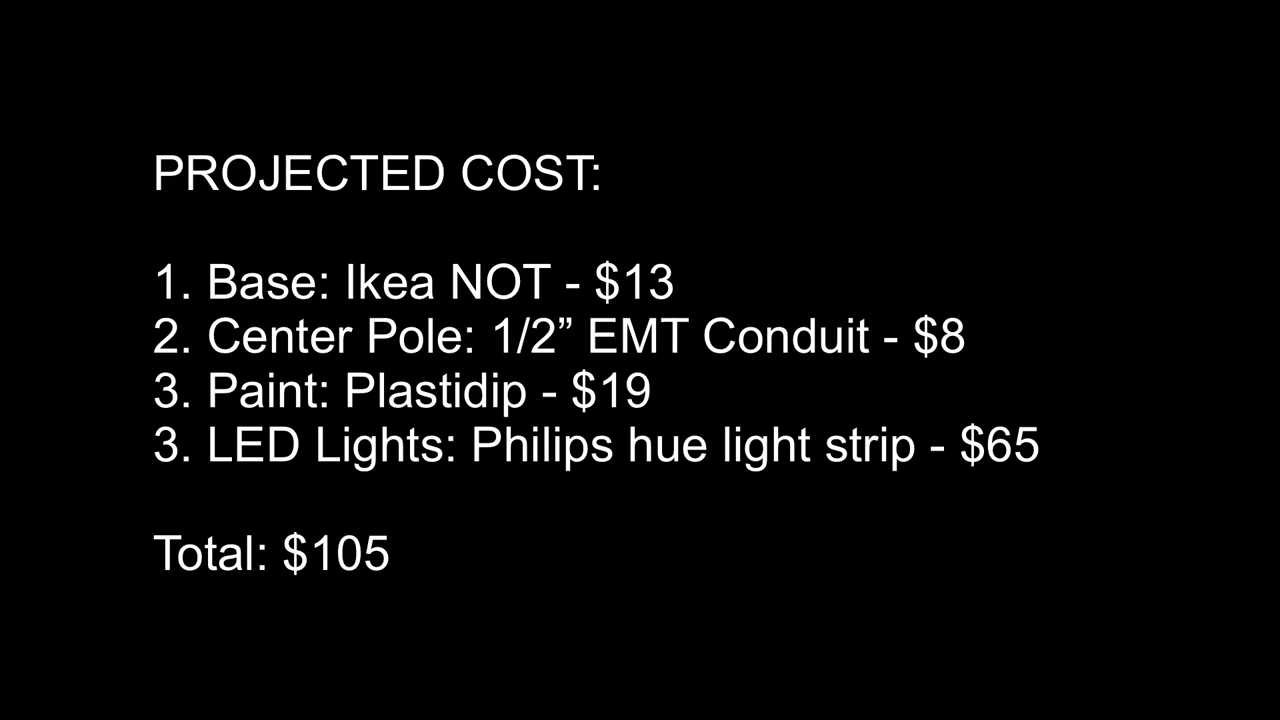 PROJECTED COST:
1. Base: Ikea NOT - $13
2. Center Pole: 1/2” EMT Conduit - $8
3. Paint: Plastidip - $19
3. LED Lights: Philips hue light strip - $65
Total: $105